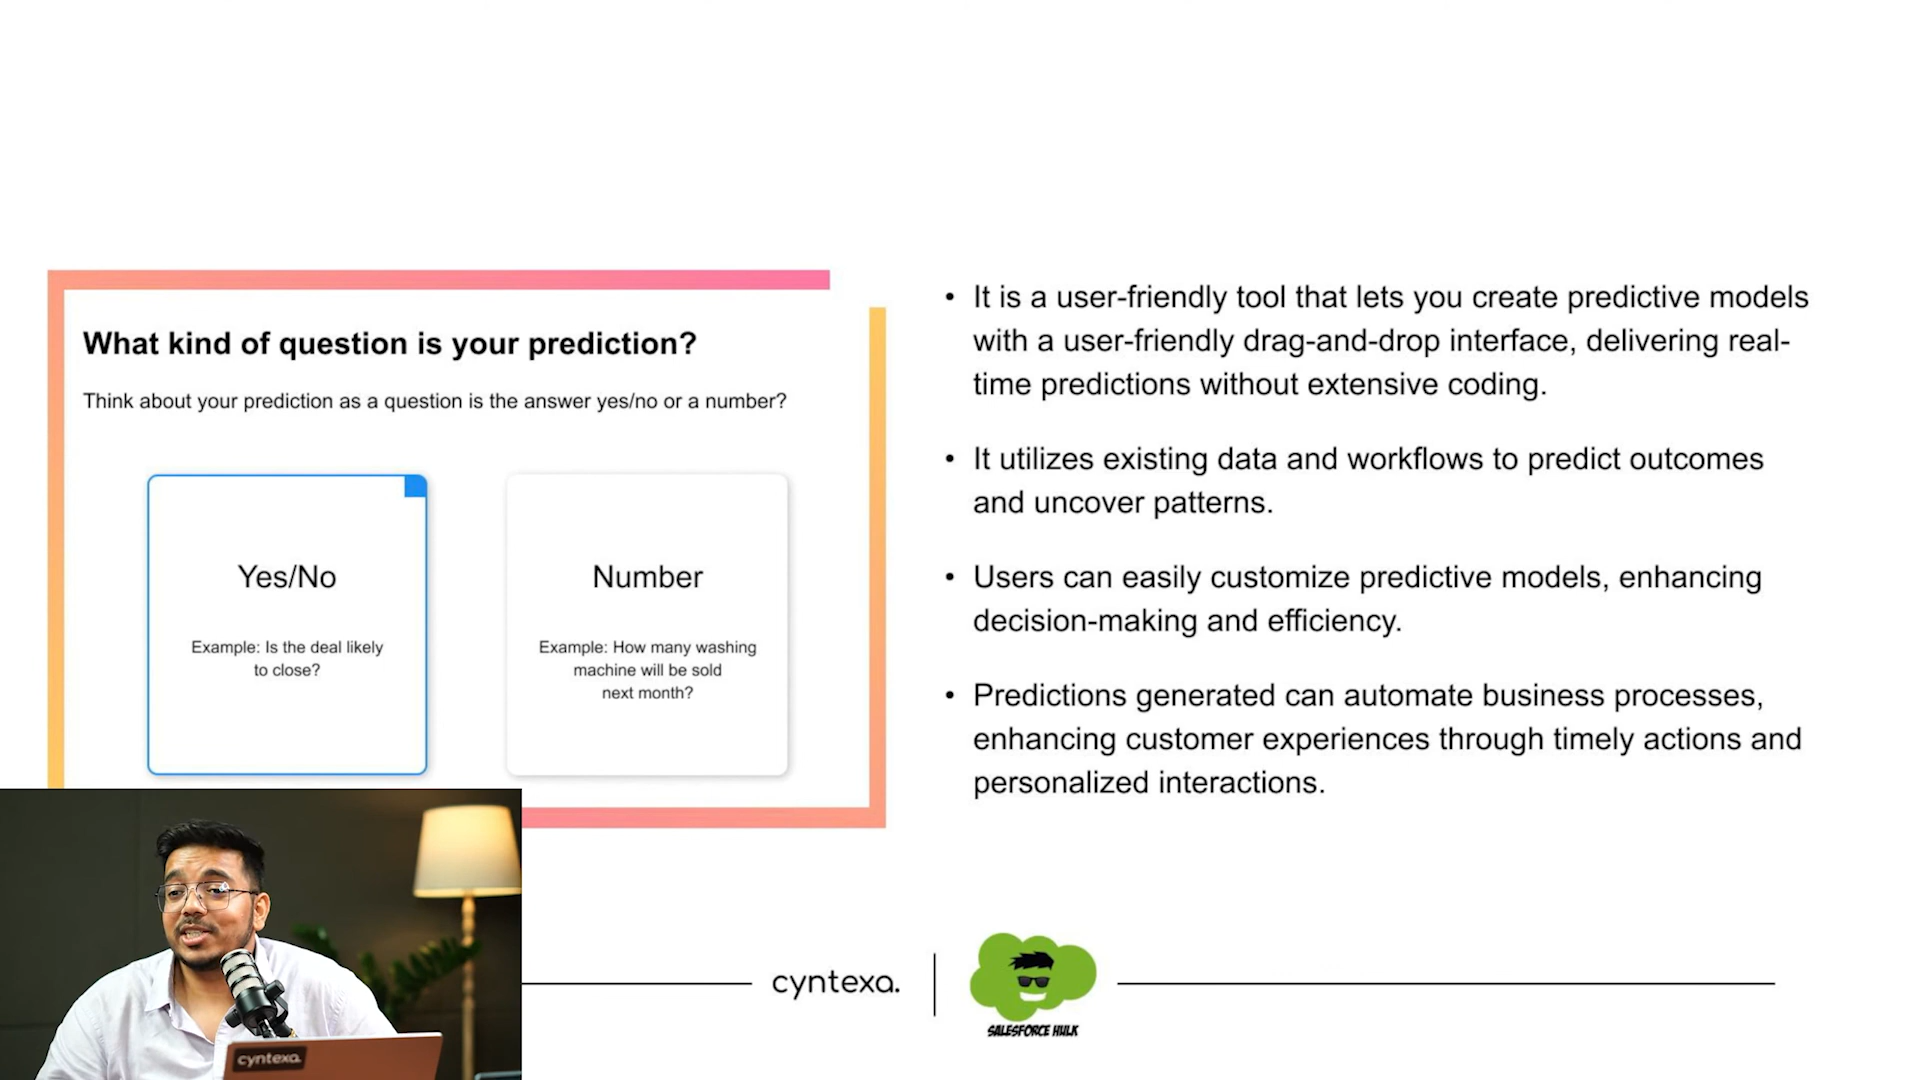 What kind of question is your prediction?
Think about your prediction as a question is the answer yes/no or a number?
Yes/No
Example: Is the deal likely
to close?
Number
Example: How many washing
machine will be sold
next month?
• It is a user-friendly tool that lets you create predictive models
with a user-friendly drag-and-drop interface, delivering real-
time predictions without extensive coding.
• It utilizes existing data and workflows to predict outcomes
and uncover patterns.
• Users can easily customize predictive models, enhancing
decision-making and efficiency.
• Predictions generated can automate business processes,
enhancing customer experiences through timely actions and
personalized interactions.
cyntexa.
SALESFORCE HULK
cyntexa.